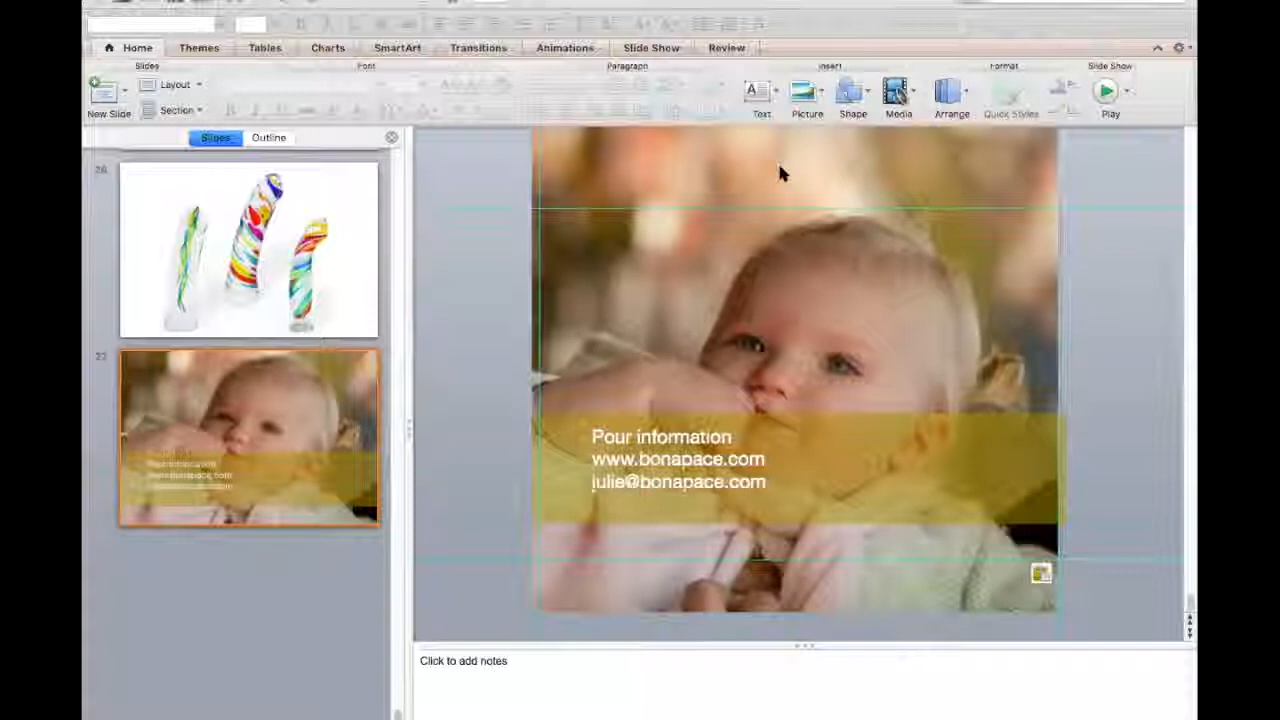 Home Themes Tables Charts SmartArt Transitions Animations Slide Show Review
Slides Font Paragraph Insert Format Slide Show
New Slide Layout Section Text Picture Shape Media Arrange Quick Styles Play
Slides Outline
26
27
Pour information
www.bonapace.com
julie@bonapace.com
Click to add notes